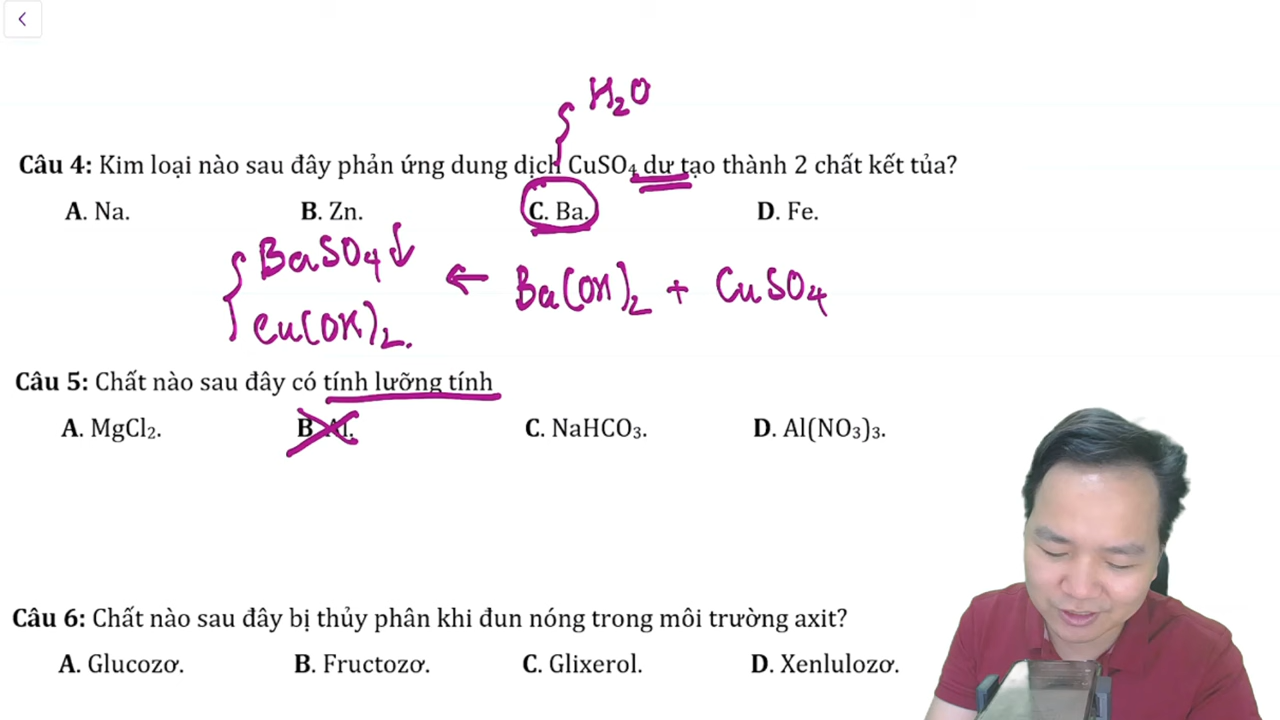 H₂O
Câu 4: Kim loại nào sau đây phản ứng dung dịch CuSO₄ dư tạo thành 2 chất kết tủa?
A. Na. B. Zn. C. Ba. D. Fe.
BaSO₄↓ ← Ba(OH)₂ + CuSO₄
Cu(OH)₂.
Câu 5: Chất nào sau đây có tính lưỡng tính
A. MgCl₂. B. Al. C. NaHCO₃. D. Al(NO₃)₃.
Câu 6: Chất nào sau đây bị thủy phân khi đun nóng trong môi trường axit?
A. Glucozơ. B. Fructozơ. C. Glixerol. D. Xenlulozơ.